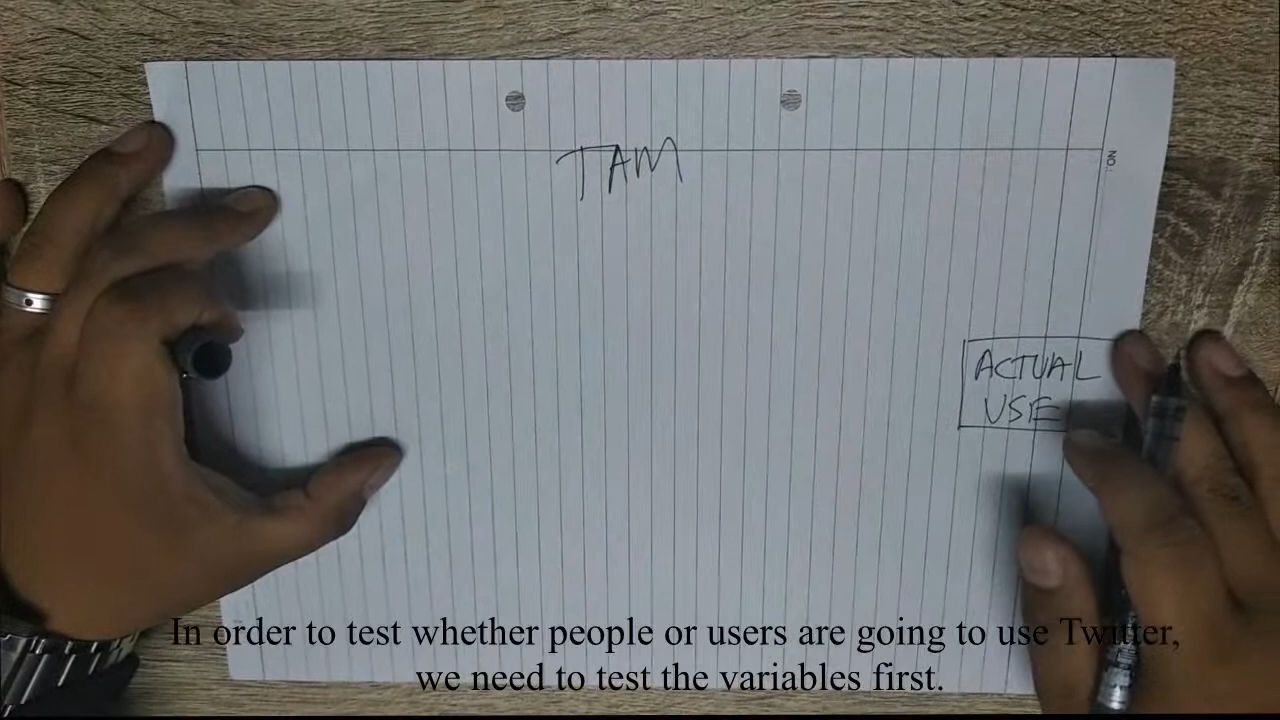 TAM
NO:
ACTUAL
USE
In order to test whether people or users are going to use Twitter,
we need to test the variables first.